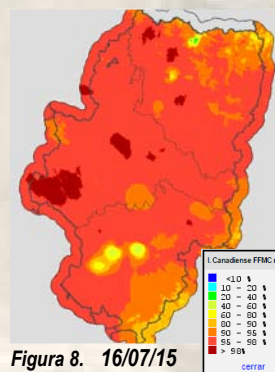 I.Canadiense FFMC
<10 %
10 - 20 %
20 - 40 %
40 - 60 %
60 - 80 %
80 - 90 %
90 - 95 %
95 - 98 %
> 98%
cerrar
Figura 8. 16/07/15